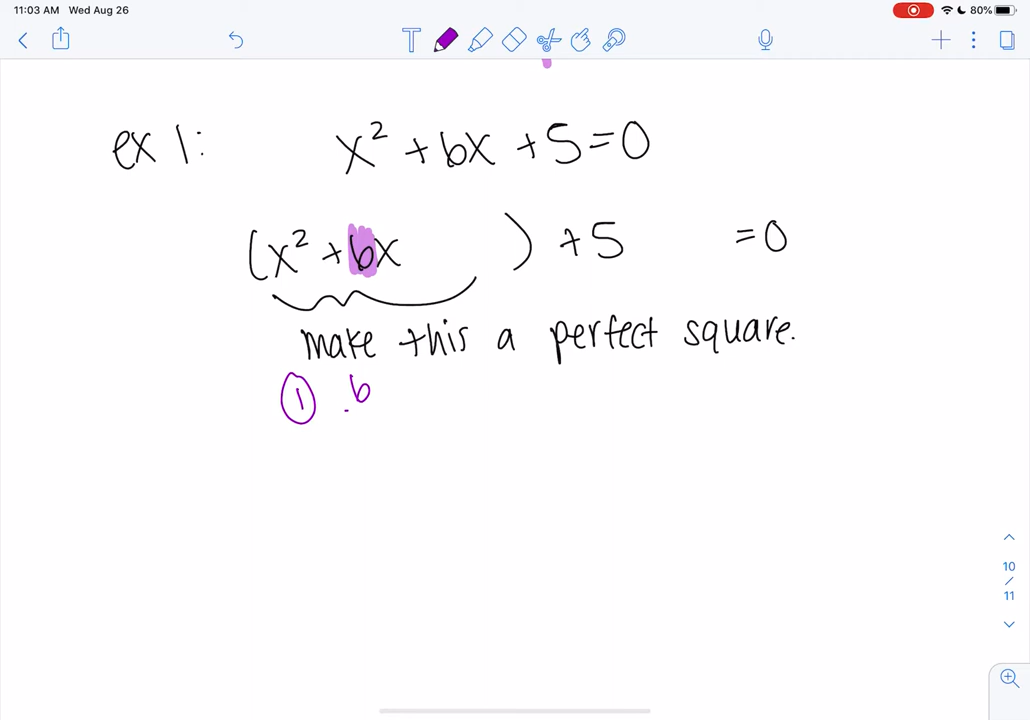 11:03 AM Wed Aug 26
80%
T
ex 1: x² + 6x + 5 = 0
(x² + 6x ) + 5 = 0
make this a perfect square.
① 6
10
/
11